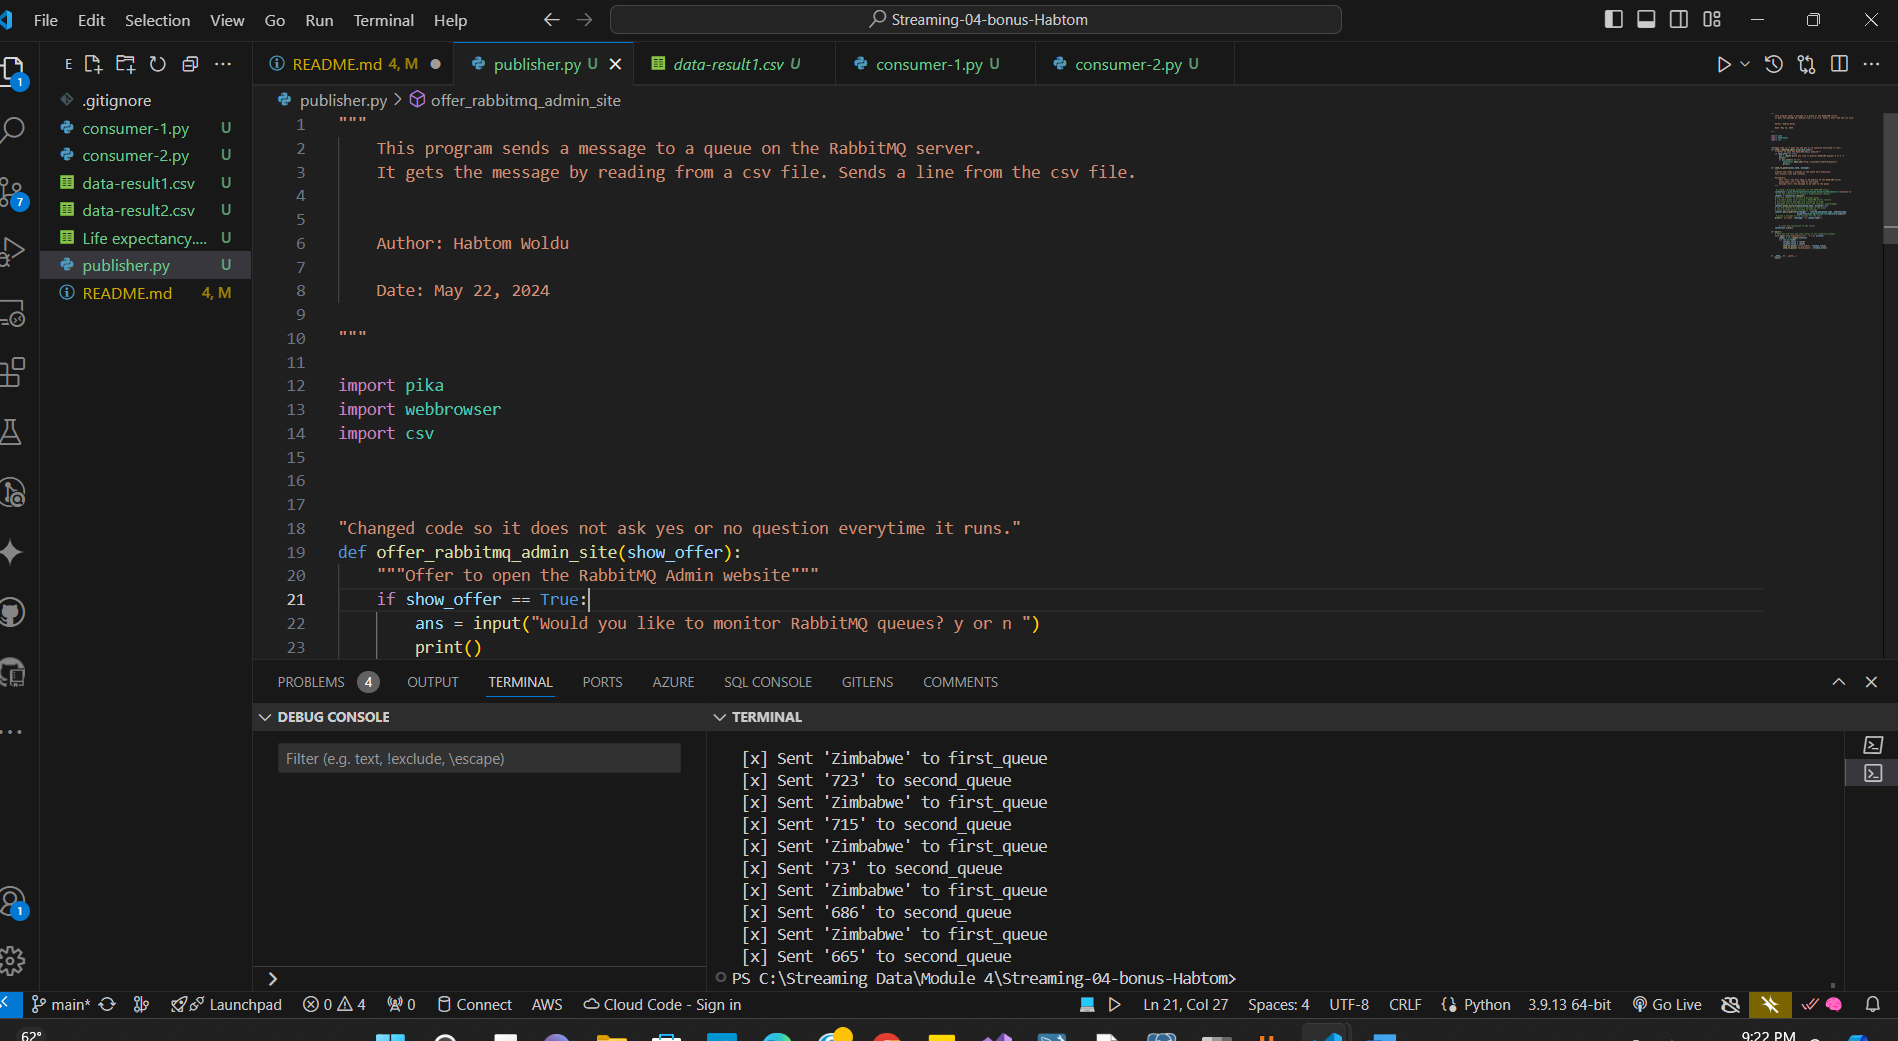 File Edit Selection View Go Run Terminal Help
Streaming-04-bonus-Habtom
E
README.md 4, M
publisher.py U
data-result1.csv U
consumer-1.py U
consumer-2.py U
.gitignore
consumer-1.py U
consumer-2.py U
data-result1.csv U
data-result2.csv U
Life expectancy.... U
publisher.py U
README.md 4, M
1
7
1
publisher.py > offer_rabbitmq_admin_site
1 """
2 This program sends a message to a queue on the RabbitMQ server.
3 It gets the message by reading from a csv file. Sends a line from the csv file.
4
5
6 Author: Habtom Woldu
7
8 Date: May 22, 2024
9
10 """
11
12 import pika
13 import webbrowser
14 import csv
15
16
17
18 "Changed code so it does not ask yes or no question everytime it runs."
19 def offer_rabbitmq_admin_site(show_offer):
20 """Offer to open the RabbitMQ Admin website"""
21 if show_offer == True:
22 ans = input("Would you like to monitor RabbitMQ queues? y or n ")
23 print()
PROBLEMS 4 OUTPUT TERMINAL PORTS AZURE SQL CONSOLE GITLENS COMMENTS
DEBUG CONSOLE
Filter (e.g. text, !exclude, \escape)
TERMINAL
[x] Sent 'Zimbabwe' to first_queue
[x] Sent '723' to second_queue
[x] Sent 'Zimbabwe' to first_queue
[x] Sent '715' to second_queue
[x] Sent 'Zimbabwe' to first_queue
[x] Sent '73' to second_queue
[x] Sent 'Zimbabwe' to first_queue
[x] Sent '686' to second_queue
[x] Sent 'Zimbabwe' to first_queue
[x] Sent '665' to second_queue
PS C:\Streaming Data\Module 4\Streaming-04-bonus-Habtom>
main* Launchpad 0 4 0 Connect AWS Cloud Code - Sign in Ln 21, Col 27 Spaces: 4 UTF-8 CRLF Python 3.9.13 64-bit Go Live
62°
9:22 PM